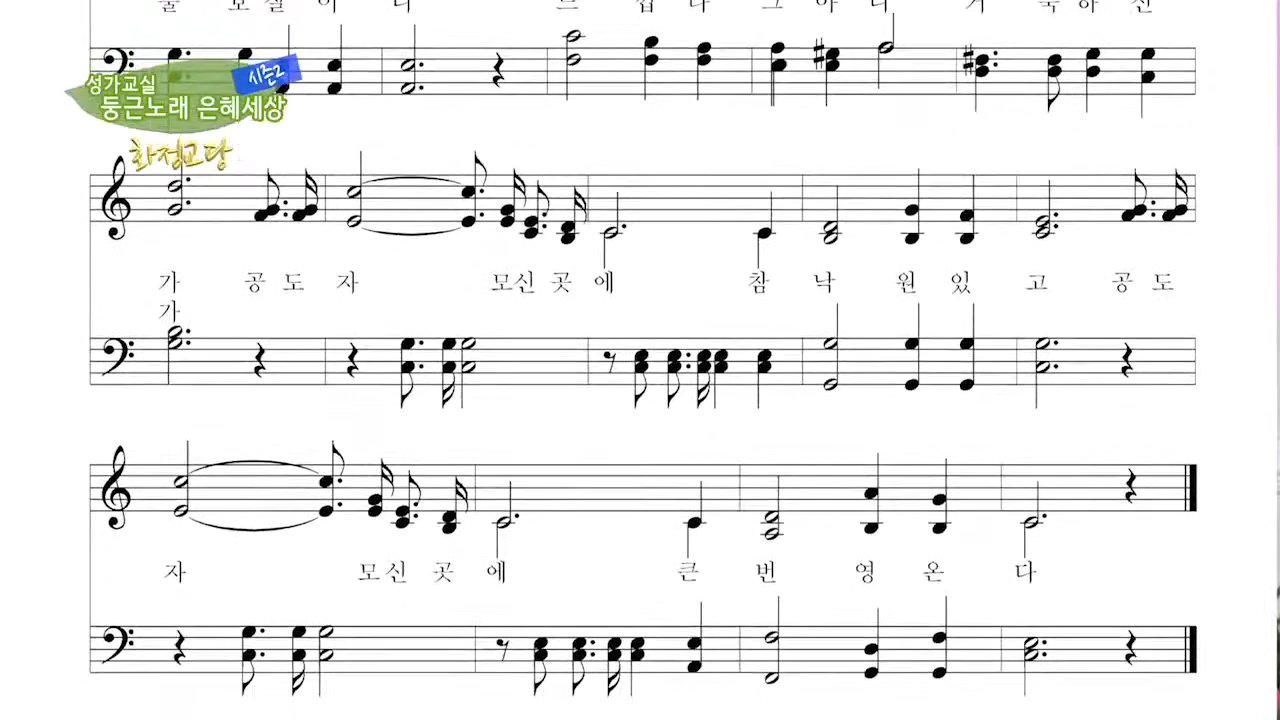 시즌2
성가교실
둥근노래 은혜세상
화정교당
가 공 도 자 모신 곳 에 참 낙 원 있 고 공 도
가
자 모 신 곳 에 큰 번 영 온 다